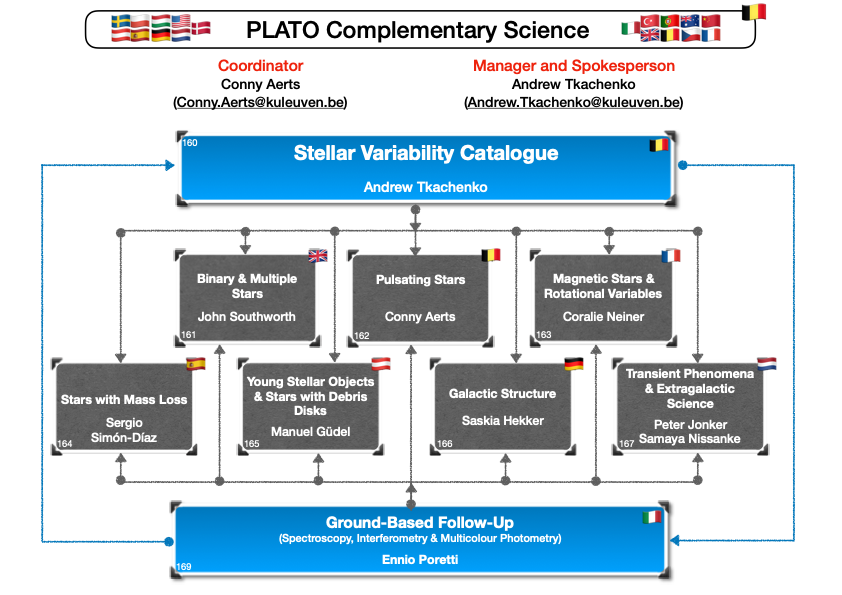 PLATO Complementary Science
Coordinator
Conny Aerts
(Conny.Aerts@kuleuven.be)
Manager and Spokesperson
Andrew Tkachenko
(Andrew.Tkachenko@kuleuven.be)
160
Stellar Variability Catalogue
Andrew Tkachenko
Binary & Multiple
Stars
John Southworth
161
Pulsating Stars
Conny Aerts
162
Magnetic Stars &
Rotational Variables
Coralie Neiner
163
Stars with Mass Loss
Sergio
Simón-Díaz
164
Young Stellar Objects
& Stars with Debris
Disks
Manuel Güdel
165
Galactic Structure
Saskia Hekker
166
Transient Phenomena
& Extragalactic
Science
Peter Jonker
Samaya Nissanke
167
Ground-Based Follow-Up
(Spectroscopy, Interferometry & Multicolour Photometry)
Ennio Poretti
169